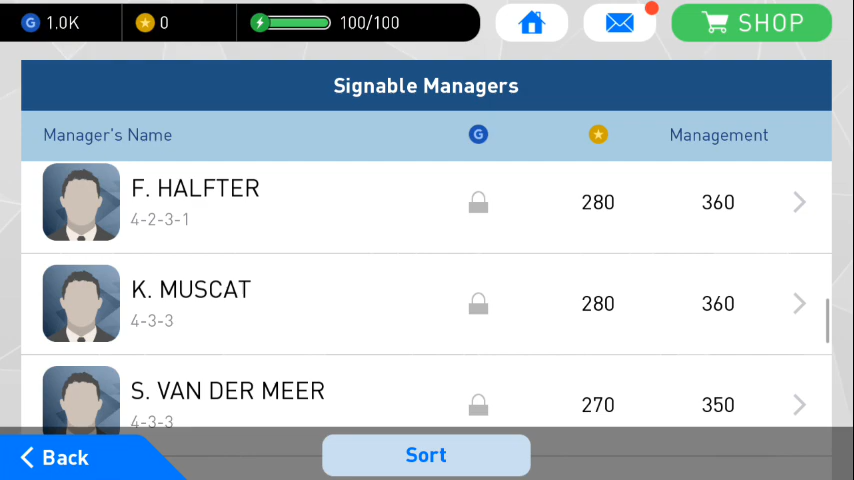 G 1.0K 0 100/100 SHOP
Signable Managers
Manager's Name G Management
F. HALFTER 280 360
4-2-3-1
K. MUSCAT 280 360
4-3-3
S. VAN DER MEER 270 350
4-3-3
Back Sort